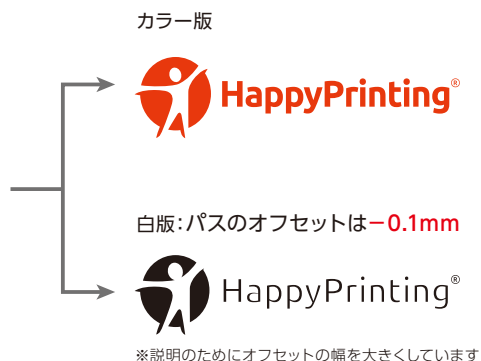 カラー版
HappyPrinting®
白版：パスのオフセットは－0.1mm
HappyPrinting®
※説明のためにオフセットの幅を大きくしています